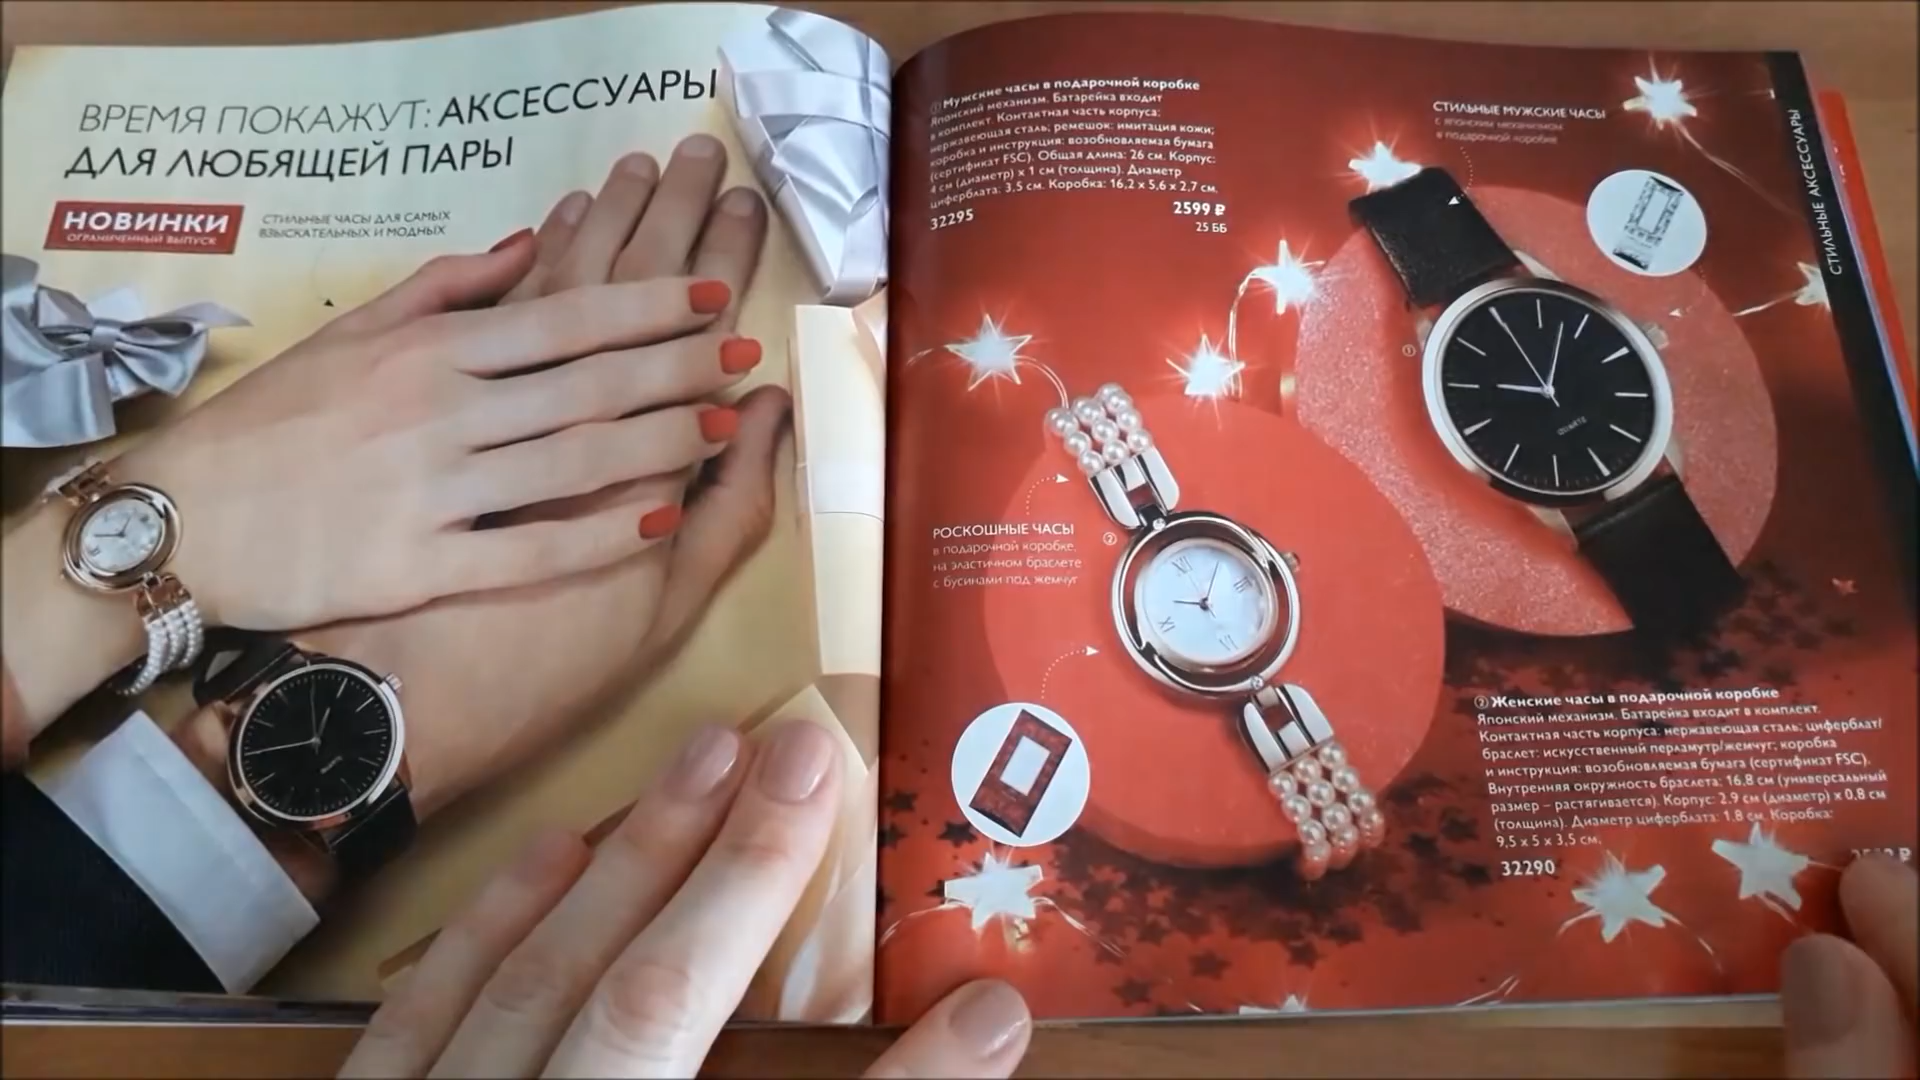 ВРЕМЯ ПОКАЖУТ: АКСЕССУАРЫ
ДЛЯ ЛЮБЯЩЕЙ ПАРЫ
НОВИНКИ
ОГРАНИЧЕННЫЙ ВЫПУСК
СТИЛЬНЫЕ ЧАСЫ ДЛЯ САМЫХ
ВЗЫСКАТЕЛЬНЫХ И МОДНЫХ
① Мужские часы в подарочной коробке
Японский механизм. Батарейка входит
в комплект. Контактная часть корпуса:
нержавеющая сталь; ремешок: имитация кожи;
коробка и инструкция: возобновляемая бумага
(сертификат FSC). Общая длина: 26 см. Корпус:
4 см (диаметр) x 1 см (толщина). Диаметр
циферблата: 3,5 см. Коробка: 16,2 x 5,6 x 2,7 см.
32295
2599 ₽
25 ББ
СТИЛЬНЫЕ МУЖСКИЕ ЧАСЫ
с японским механизмом
в подарочной коробке
СТИЛЬНЫЕ АКСЕССУАРЫ
①
QUARTZ
РОСКОШНЫЕ ЧАСЫ
в подарочной коробке,
на эластичном браслете
с бусинами под жемчуг
②
② Женские часы в подарочной коробке
Японский механизм. Батарейка входит в комплект.
Контактная часть корпуса: нержавеющая сталь; циферблат/
браслет: искусственный перламутр/жемчуг; коробка
и инструкция: возобновляемая бумага (сертификат FSC).
Внутренняя окружность браслета: 16,8 см (универсальный
размер – растягивается). Корпус: 2,9 см (диаметр) x 0,8 см
(толщина). Диаметр циферблата: 1,8 см. Коробка:
9,5 x 5 x 3,5 см.
32290